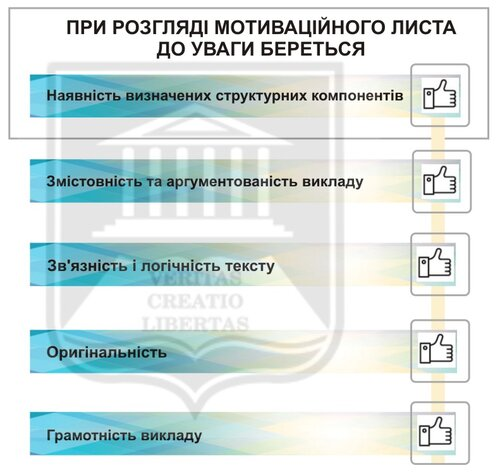 ПРИ РОЗГЛЯДІ МОТИВАЦІЙНОГО ЛИСТА
ДО УВАГИ БЕРЕТЬСЯ
Наявність визначених структурних компонентів
Змістовність та аргументованість викладу
Зв'язність і логічність тексту
VERITAS
CREATIO
LIBERTAS
Оригінальність
Грамотність викладу